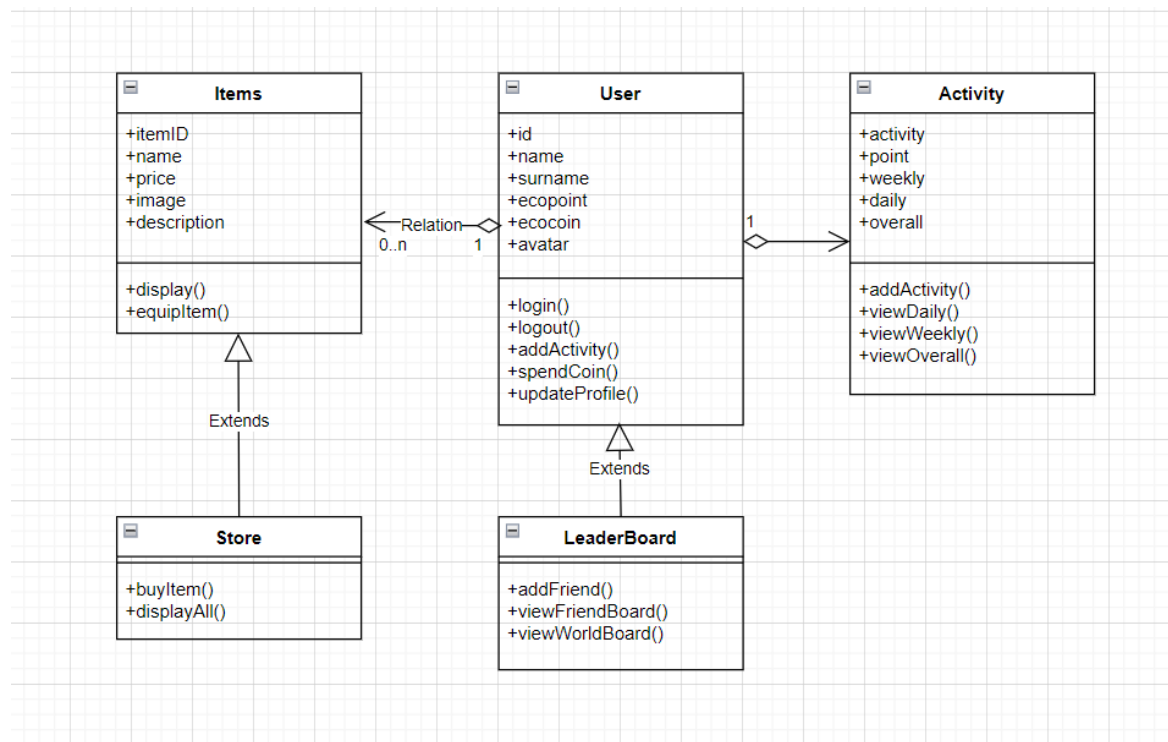 Items
+itemID
+name
+price
+image
+description
+display()
+equipItem()
User
+id
+name
+surname
+ecopoint
+ecocoin
+avatar
+login()
+logout()
+addActivity()
+spendCoin()
+updateProfile()
Activity
+activity
+point
+weekly
+daily
+overall
+addActivity()
+viewDaily()
+viewWeekly()
+viewOverall()
Relation
0..n
1
1
Extends
Extends
Store
+buyItem()
+displayAll()
LeaderBoard
+addFriend()
+viewFriendBoard()
+viewWorldBoard()